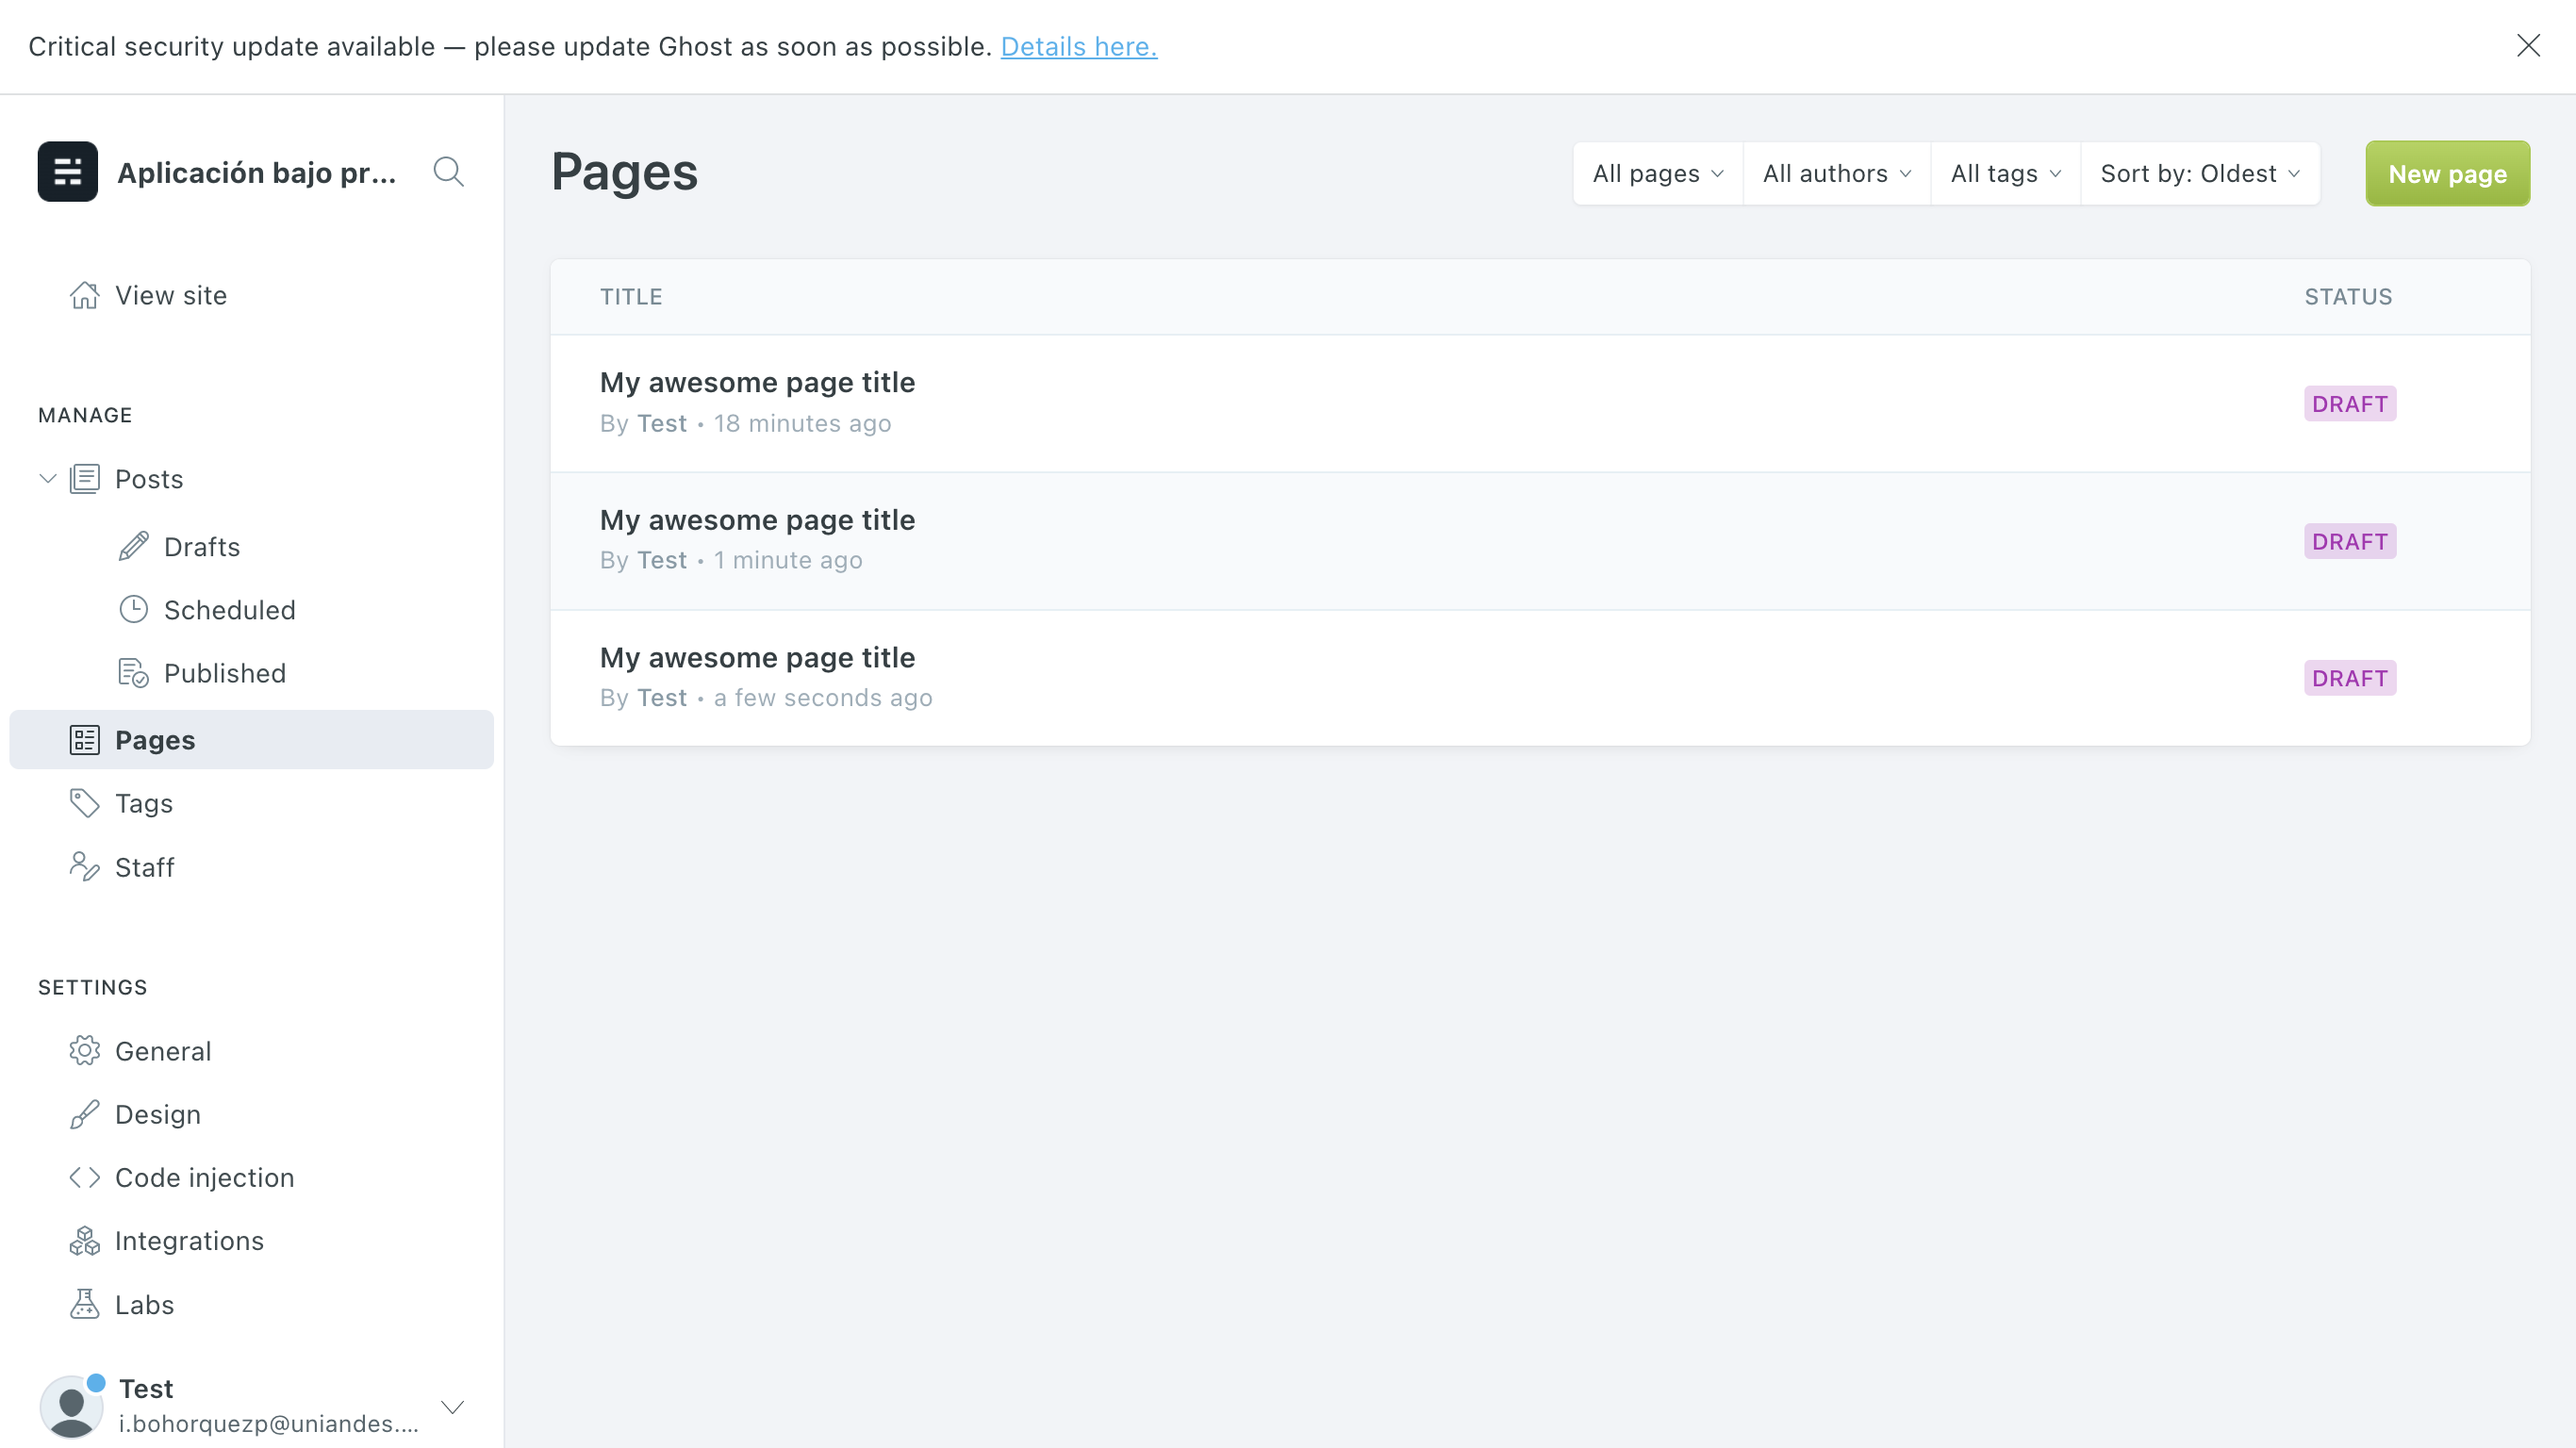 Critical security update available — please update Ghost as soon as possible. Details here.
Aplicación bajo pr...
View site
MANAGE
Posts
Drafts
Scheduled
Published
Pages
Tags
Staff
SETTINGS
General
Design
Code injection
Integrations
Labs
Test
i.bohorquezp@uniandes....
Pages
All pages
All authors
All tags
Sort by: Oldest
New page
TITLE STATUS
My awesome page title
By Test • 18 minutes ago
DRAFT
My awesome page title
By Test • 1 minute ago
DRAFT
My awesome page title
By Test • a few seconds ago
DRAFT